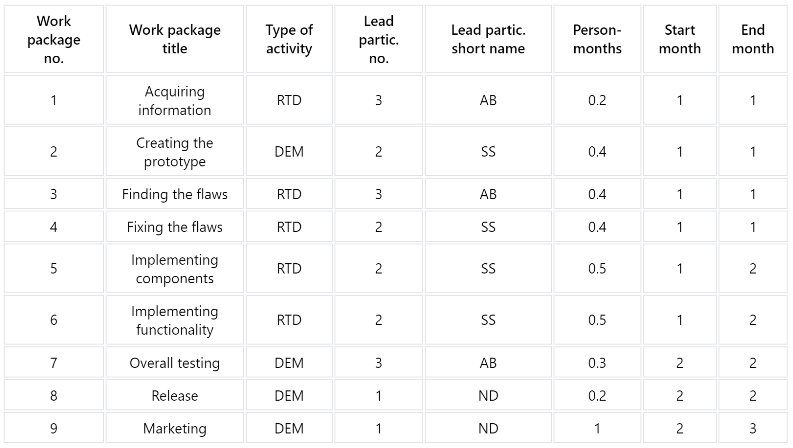 Work package no. Work package title Type of activity Lead partic. no. Lead partic. short name Person-months Start month End month
1 Acquiring information RTD 3 AB 0.2 1 1
2 Creating the prototype DEM 2 SS 0.4 1 1
3 Finding the flaws RTD 3 AB 0.4 1 1
4 Fixing the flaws RTD 2 SS 0.4 1 1
5 Implementing components RTD 2 SS 0.5 1 2
6 Implementing functionality RTD 2 SS 0.5 1 2
7 Overall testing DEM 3 AB 0.3 2 2
8 Release DEM 1 ND 0.2 2 2
9 Marketing DEM 1 ND 1 2 3